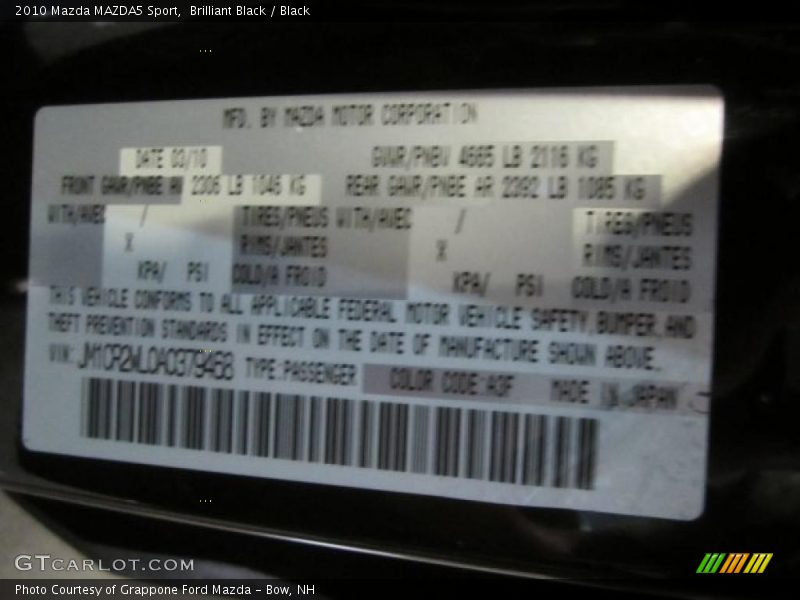 2010 Mazda MAZDA5 Sport, Brilliant Black / Black
MFD. BY MAZDA MOTOR CORPORATION
DATE 03/10 GVWR/PNBV 4665 LB 2116 KG
FRONT GAWR/PNBE AV 2306 LB 1046 KG REAR GAWR/PNBE AR 2392 LB 1085 KG
WITH/AVEC / TIRES/PNEUS WITH/AVEC / TIRES/PNEUS
X RIMS/JANTES X RIMS/JANTES
KPA/ PSI COLD/A FROID KPA/ PSI COLD/A FROID
THIS VEHICLE CONFORMS TO ALL APPLICABLE FEDERAL MOTOR VEHICLE SAFETY, BUMPER, AND
THEFT PREVENTION STANDARDS IN EFFECT ON THE DATE OF MANUFACTURE SHOWN ABOVE.
VIN: JM1CR2WL0A0379468 TYPE:PASSENGER COLOR CODE:A3F MADE IN JAPAN
GTCARLOT.COM
Photo Courtesy of Grappone Ford Mazda – Bow, NH